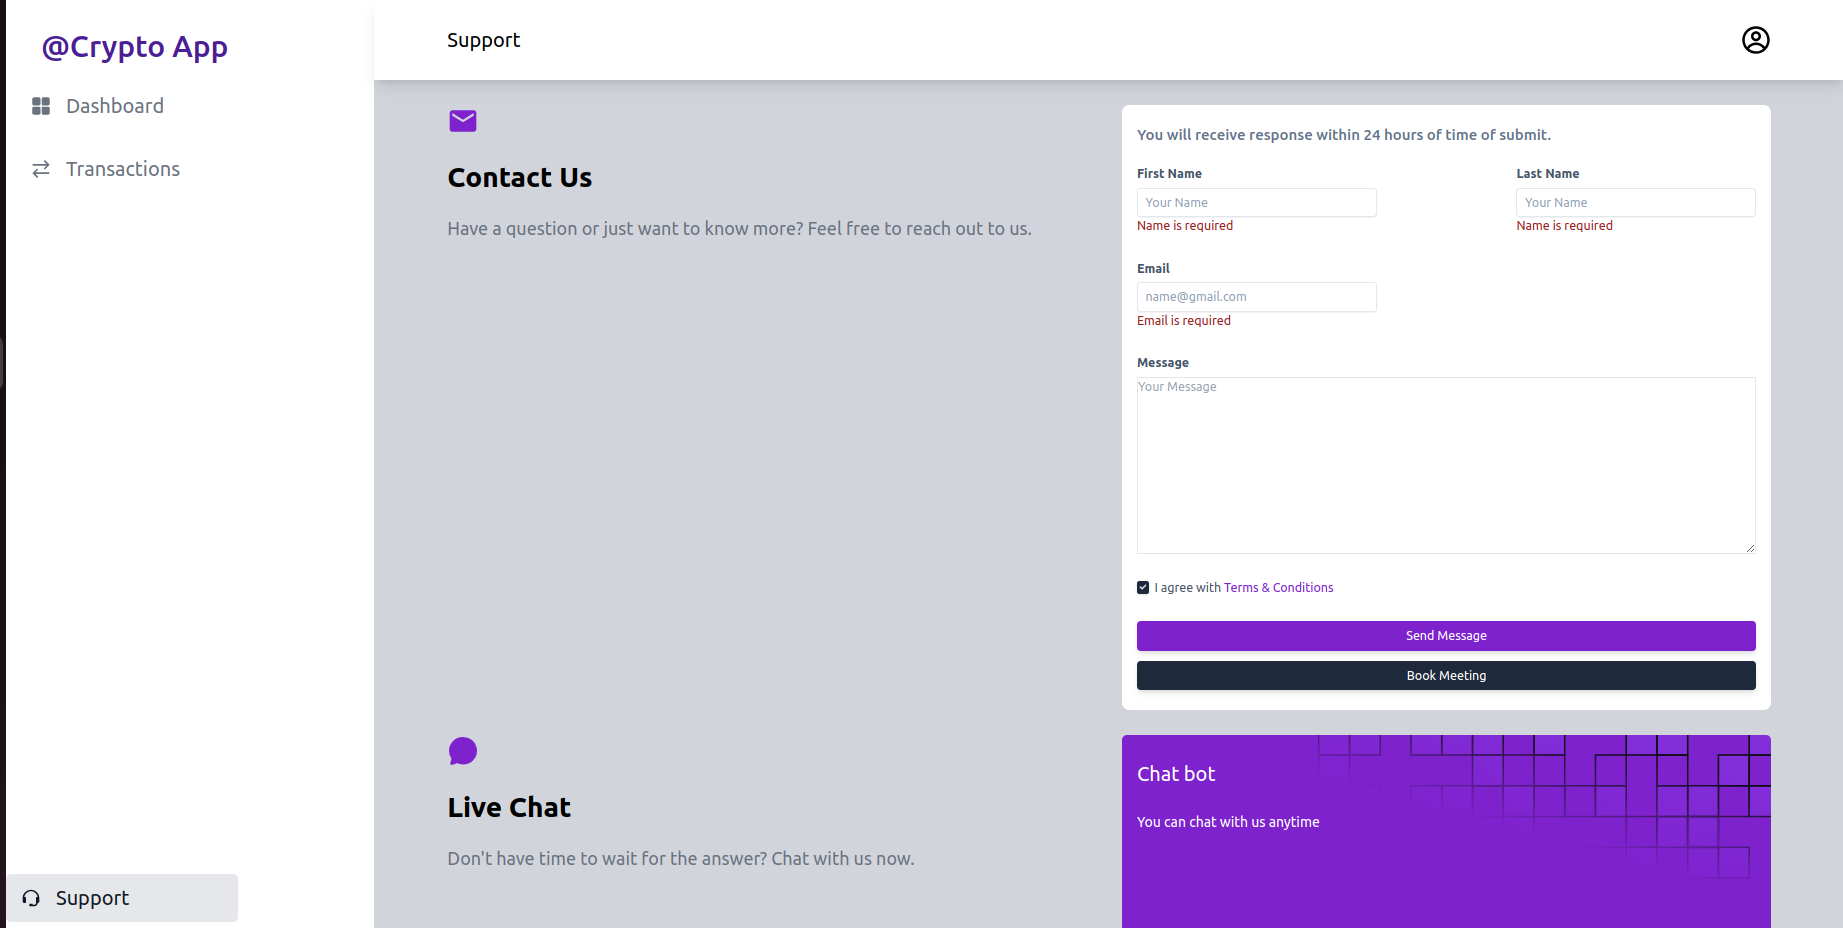 @Crypto App
Dashboard
Transactions
Support
Support
Contact Us
Have a question or just want to know more? Feel free to reach out to us.
You will receive response within 24 hours of time of submit.
First Name
Last Name
Your Name
Your Name
Name is required
Name is required
Email
name@gmail.com
Email is required
Message
Your Message
I agree with Terms & Conditions
Send Message
Book Meeting
Live Chat
Don't have time to wait for the answer? Chat with us now.
Chat bot
You can chat with us anytime